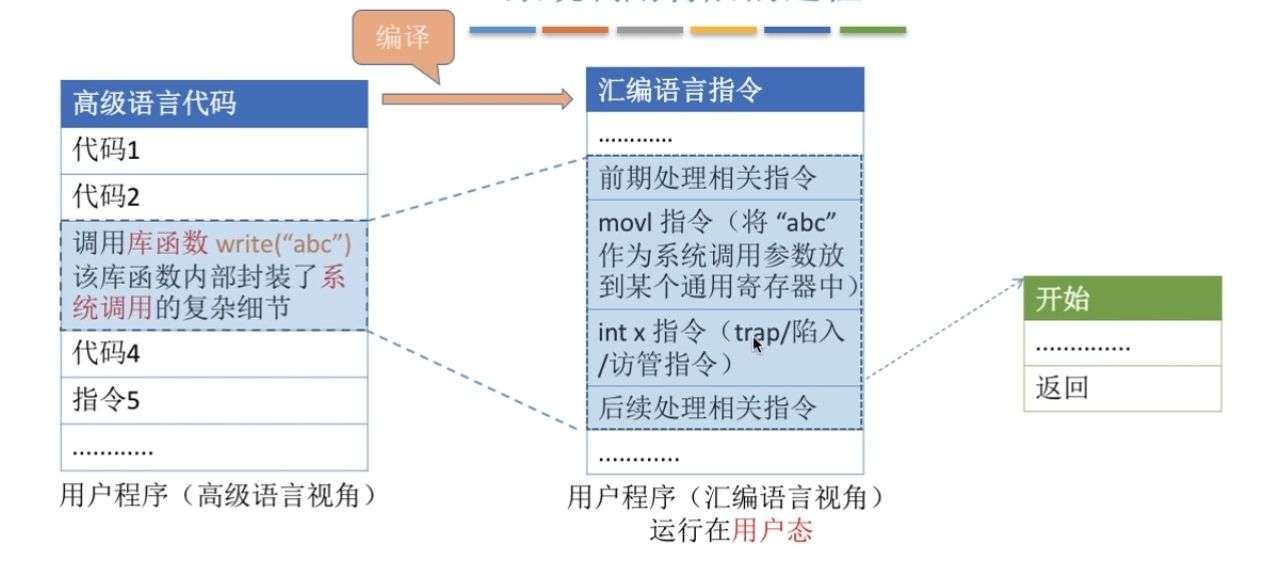 编译
高级语言代码
代码1
代码2
调用库函数 write(“abc”)
该库函数内部封装了系
统调用的复杂细节
代码4
指令5
............
用户程序（高级语言视角）
汇编语言指令
............
前期处理相关指令
movl 指令（将 “abc”
作为系统调用参数放
到某个通用寄存器中）
int x 指令（trap/陷入
/访管指令）
后续处理相关指令
............
用户程序（汇编语言视角）
运行在用户态
开始
..............
返回